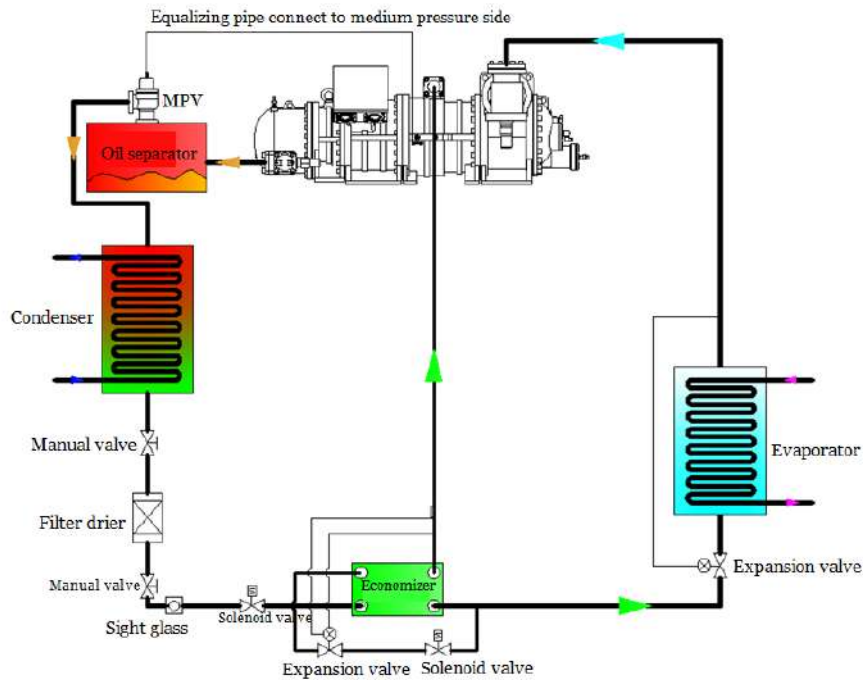 Equalizing pipe connect to medium pressure side
MPV
Oil separator
Condenser
Manual valve
Evaporator
Filter drier
Expansion valve
Manual valve
Economizer
Sight glass
Solenoid valve
Expansion valve
Solenoid valve